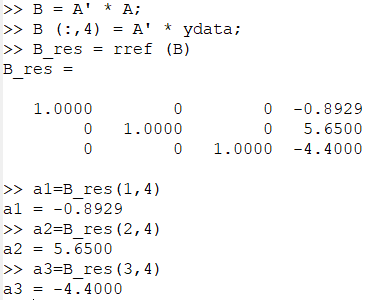 >> B = A' * A;
>> B (:,4) = A' * ydata;
>> B_res = rref (B)
B_res =
1.0000 0 0 -0.8929
0 1.0000 0 5.6500
0 0 1.0000 -4.4000
>> a1=B_res(1,4)
a1 = -0.8929
>> a2=B_res(2,4)
a2 = 5.6500
>> a3=B_res(3,4)
a3 = -4.4000